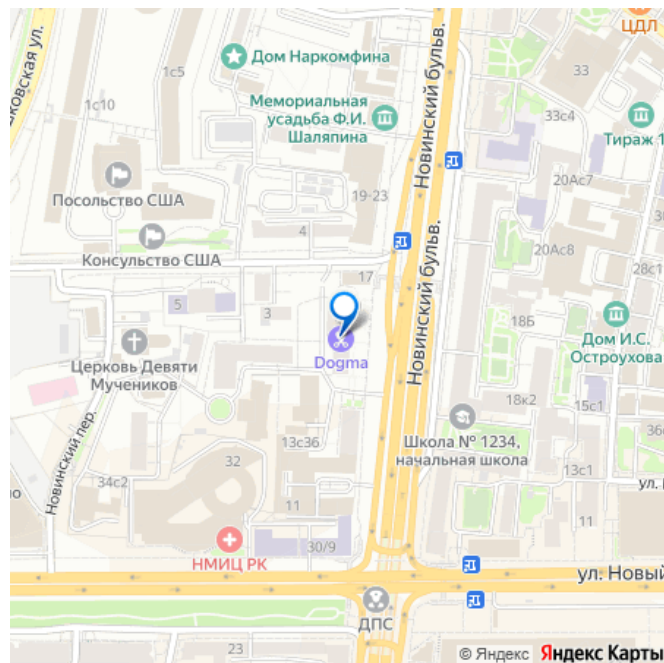 ЦДЛ
Дом Наркомфина
1с5
33
1с10
Мемориальная
усадьба Ф.И.
Шаляпина
33с4
Тираж 1
Новинский бульв.
Посольство США
19-23
20Ас7
4
20Ас8
Консульство США
17
28с1
5
3
18Б
Дом И.С.
Остроухова
Dogma
Церковь Девяти
Мучеников
Новинский бульв.
18к2
15с1
Новинский пер.
13с36
Школа № 1234,
начальная школа
36с
32
13с1
34с2
ул.
11
11
НМИЦ РК
30/9
ул. Новый
ДПС
23
© Яндекс Яндекс Карты